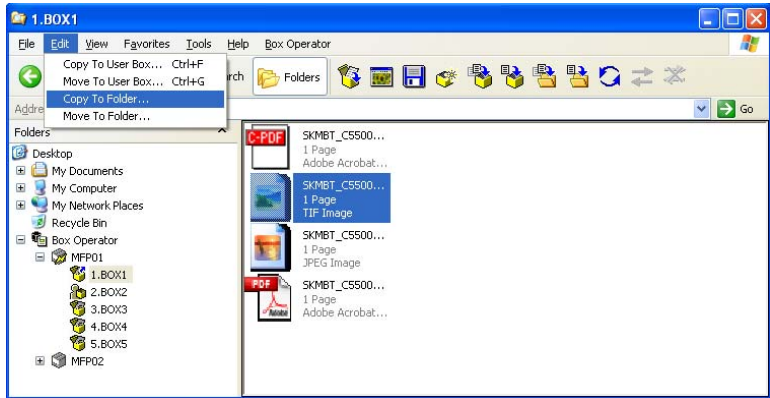 1.BOX1
File Edit View Favorites Tools Help Box Operator
Copy To User Box... Ctrl+F
Move To User Box... Ctrl+G
Copy To Folder...
Move To Folder...
rch Folders
Addre Go
Folders
Desktop
My Documents
My Computer
My Network Places
Recycle Bin
Box Operator
MFP01
1.BOX1
2.BOX2
3.BOX3
4.BOX4
5.BOX5
MFP02
C-PDF
SKMBT_C5500...
1 Page
Adobe Acrobat...
SKMBT_C5500...
1 Page
TIF Image
SKMBT_C5500...
1 Page
JPEG Image
PDF
Adobe
SKMBT_C5500...
1 Page
Adobe Acrobat...